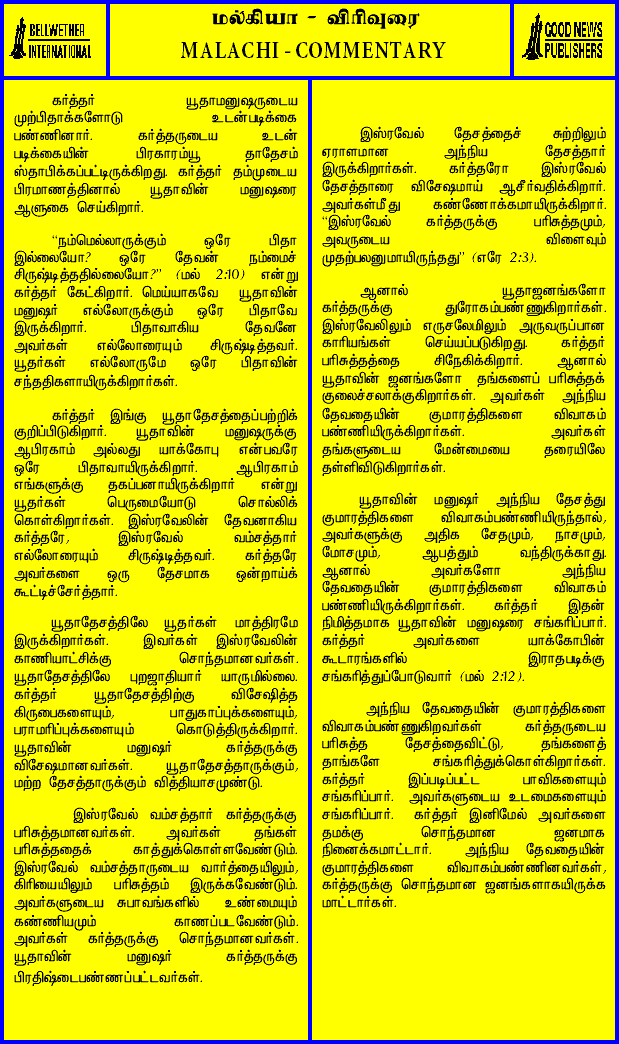 BELLWETHER
INTERNATIONAL
மல்கியா - விரிவுரை
MALACHI - COMMENTARY
GOOD NEWS
PUBLISHERS
கர்த்தர் யூதாமனுஷருடைய
முற்பிதாக்களோடு உடன்படிக்கை
பண்ணினார். கர்த்தருடைய உடன்
படிக்கையின் பிரகாரம்யூ தாதேசம்
ஸ்தாபிக்கப்பட்டிருக்கிறது. கர்த்தர் தம்முடைய
பிரமாணத்தினால் யூதாவின் மனுஷரை
ஆளுகை செய்கிறார்.
“நம்மெல்லாருக்கும் ஒரே பிதா
இல்லையோ? ஒரே தேவன் நம்மைச்
சிருஷ்டித்ததில்லையோ?” (மல் 2:10) என்று
கர்த்தர் கேட்கிறார். மெய்யாகவே யூதாவின்
மனுஷர் எல்லோருக்கும் ஒரே பிதாவே
இருக்கிறார். பிதாவாகிய தேவனே
அவர்கள் எல்லோரையும் சிருஷ்டித்தவர்.
யூதர்கள் எல்லோருமே ஒரே பிதாவின்
சந்ததிகளாயிருக்கிறார்கள்.
கர்த்தர் இங்கு யூதாதேசத்தைப்பற்றிக்
குறிப்பிடுகிறார். யூதாவின் மனுஷருக்கு
ஆபிரகாம் அல்லது யாக்கோபு என்பவரே
ஒரே பிதாவாயிருக்கிறார். ஆபிரகாம்
எங்களுக்கு தகப்பனாயிருக்கிறார் என்று
யூதர்கள் பெருமையோடு சொல்லிக்
கொள்கிறார்கள். இஸ்ரவேலின் தேவனாகிய
கர்த்தரே, இஸ்ரவேல் வம்சத்தார்
எல்லோரையும் சிருஷ்டித்தவர். கர்த்தரே
அவர்களை ஒரு தேசமாக ஒன்றாய்க்
கூட்டிச்சேர்த்தார்.
யூதாதேசத்திலே யூதர்கள் மாத்திரமே
இருக்கிறார்கள். இவர்கள் இஸ்ரவேலின்
காணியாட்சிக்கு சொந்தமானவர்கள்.
யூதாதேசத்திலே புறஜாதியார் யாருமில்லை.
கர்த்தர் யூதாதேசத்திற்கு விசேஷித்த
கிருபைகளையும், பாதுகாப்புக்களையும்,
பராமரிப்புக்களையும் கொடுத்திருக்கிறார்.
யூதாவின் மனுஷர் கர்த்தருக்கு
விசேஷமானவர்கள். யூதாதேசத்தாருக்கும்,
மற்ற தேசத்தாருக்கும் வித்தியாசமுண்டு.
இஸ்ரவேல் வம்சத்தார் கர்த்தருக்கு
பரிசுத்தமானவர்கள். அவர்கள் தங்கள்
பரிசுத்ததைக் காத்துக்கொள்ளவேண்டும்.
இஸ்ரவேல் வம்சத்தாருடைய வார்த்தையிலும்,
கிரியையிலும் பரிசுத்தம் இருக்கவேண்டும்.
அவர்களுடைய சுபாவங்களில் உண்மையும்
கண்ணியமும் காணப்படவேண்டும்.
அவர்கள் கர்த்தருக்கு சொந்தமானவர்கள்.
யூதாவின் மனுஷர் கர்த்தருக்கு
பிரதிஷ்டைபண்ணப்பட்டவர்கள்.
இஸ்ரவேல் தேசத்தைச் சுற்றிலும்
ஏராளமான அந்நிய தேசத்தார்
இருக்கிறார்கள். கர்த்தரோ இஸ்ரவேல்
தேசத்தாரை விசேஷமாய் ஆசீர்வதிக்கிறார்.
அவர்கள்மீது கண்ணோக்கமாயிருக்கிறார்.
“இஸ்ரவேல் கர்த்தருக்கு பரிசுத்தமும்,
அவருடைய விளைவும்
முதற்பலனுமாயிருந்தது” (எரே 2:3).
ஆனால் யூதாஜனங்களோ
கர்த்தருக்கு துரோகம்பண்ணுகிறார்கள்.
இஸ்ரவேலிலும் எருசலேமிலும் அருவருப்பான
காரியங்கள் செய்யப்படுகிறது. கர்த்தர்
பரிசுத்தத்தை சிநேகிக்கிறார். ஆனால்
யூதாவின் ஜனங்களோ தங்களைப் பரிசுத்தக்
குலைச்சலாக்குகிறார்கள். அவர்கள் அந்நிய
தேவதையின் குமாரத்திகளை விவாகம்
பண்ணியிருக்கிறார்கள். அவர்கள்
தங்களுடைய மேன்மையை தரையிலே
தள்ளிவிடுகிறார்கள்.
யூதாவின் மனுஷர் அந்நிய தேசத்து
குமாரத்திகளை விவாகம்பண்ணியிருந்தால்,
அவர்களுக்கு அதிக சேதமும், நாசமும்,
மோசமும், ஆபத்தும் வந்திருக்காது.
ஆனால் அவர்களோ அந்நிய
தேவதையின் குமாரத்திகளை விவாகம்
பண்ணியிருக்கிறார்கள். கர்த்தர் இதன்
நிமித்தமாக யூதாவின் மனுஷரை சங்கரிப்பார்.
கர்த்தர் அவர்களை யாக்கோபின்
கூடாரங்களில் இராதபடிக்கு
சங்கரித்துப்போடுவார் (மல் 2:12).
அந்நிய தேவதையின் குமாரத்திகளை
விவாகம்பண்ணுகிறவர்கள் கர்த்தருடைய
பரிசுத்த தேசத்தைவிட்டு, தங்களைத்
தாங்களே சங்கரித்துக்கொள்கிறார்கள்.
கர்த்தர் இப்படிப்பட்ட பாவிகளையும்
சங்கரிப்பார். அவர்களுடைய உடமைகளையும்
சங்கரிப்பார். கர்த்தர் இனிமேல் அவர்களை
தமக்கு சொந்தமான ஜனமாக
நினைக்கமாட்டார். அந்நிய தேவதையின்
குமாரத்திகளை விவாகம்பண்ணினவர்கள்,
கர்த்தருக்கு சொந்தமான ஜனங்களாகயிருக்க
மாட்டார்கள்.